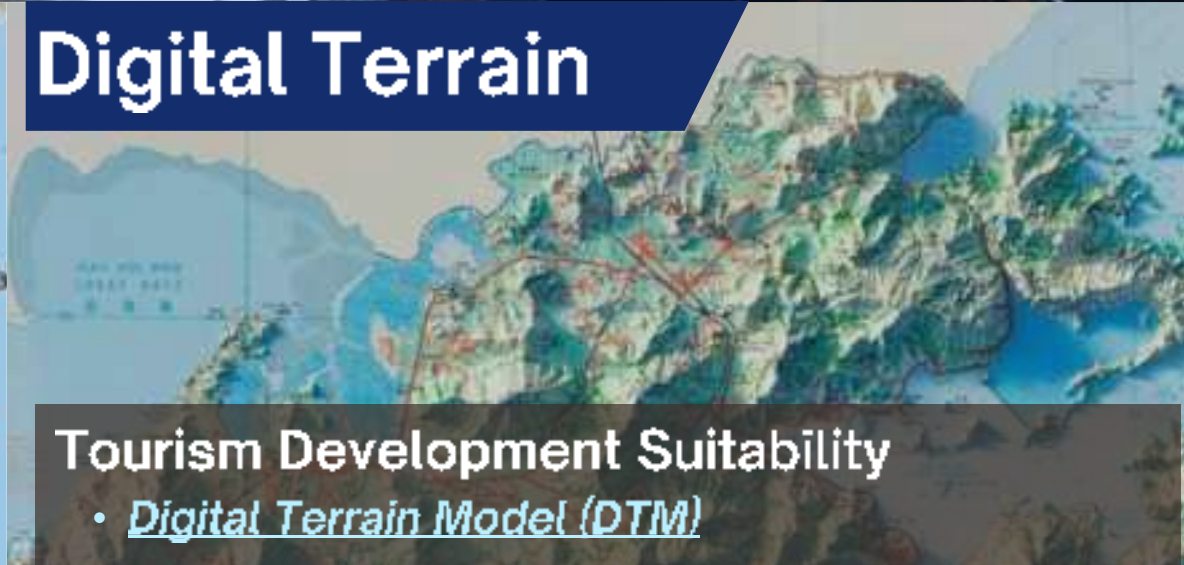 Digital Terrain
Tourism Development Suitability
• Digital Terrain Model (DTM)